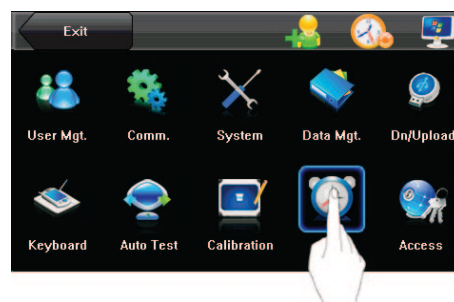 Exit
User Mgt. Comm. System Data Mgt. Dn/Upload
Keyboard Auto Test Calibration Access